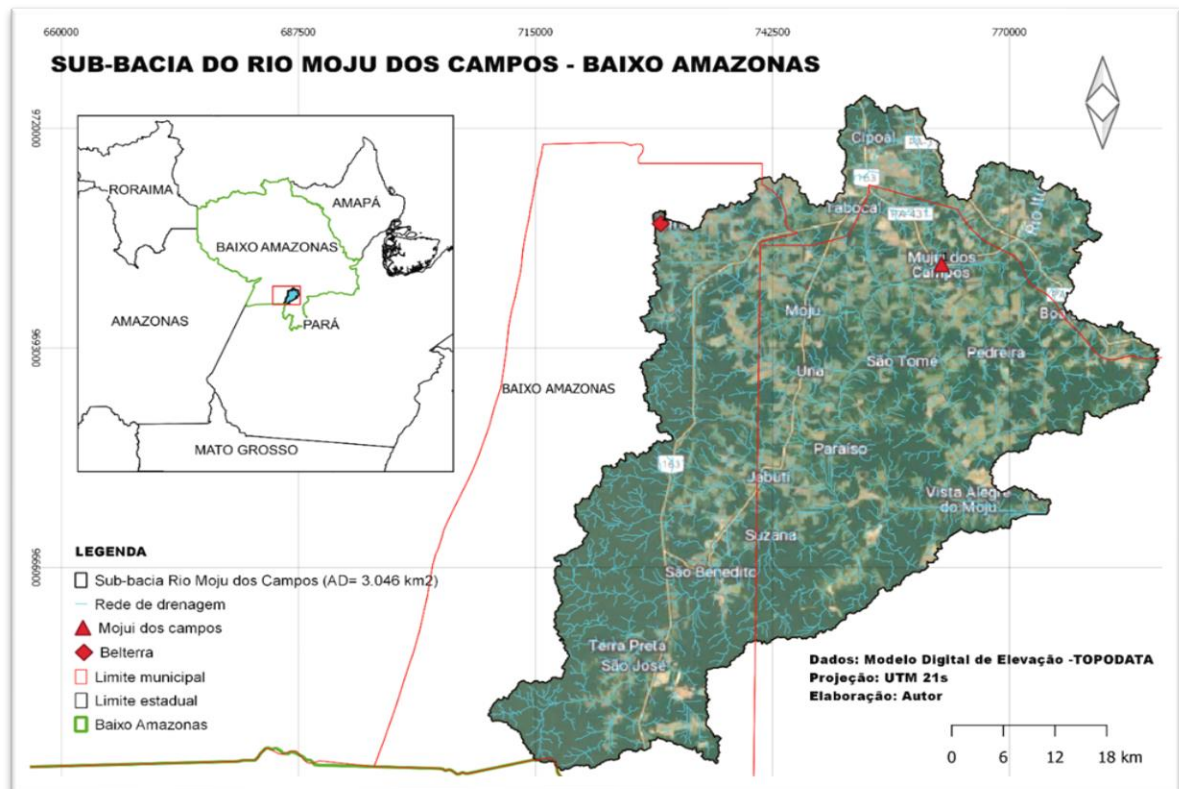 660000 687500 715000 742500 770000
SUB-BACIA DO RIO MOJU DOS CAMPOS - BAIXO AMAZONAS
9720000
9693000
9666000
RORAIMA
AMAPÁ
BAIXO AMAZONAS
AMAZONAS
PARÁ
MATO GROSSO
Cipoal
163
Tabocal
PA-431
Mujuí dos
Campos
Moju
Boa
Una
São Tomé
Pedreira
BAIXO AMAZONAS
Paraíso
163
Jabuti
Vista Alegre
do Moju
Suzana
São Benedito
Terra Preta
São José
LEGENDA
Sub-bacia Rio Moju dos Campos (AD= 3.046 km2)
Rede de drenagem
Mojui dos campos
Belterra
Limite municipal
Limite estadual
Baixo Amazonas
Dados: Modelo Digital de Elevação -TOPODATA
Projeção: UTM 21s
Elaboração: Autor
0 6 12 18 km